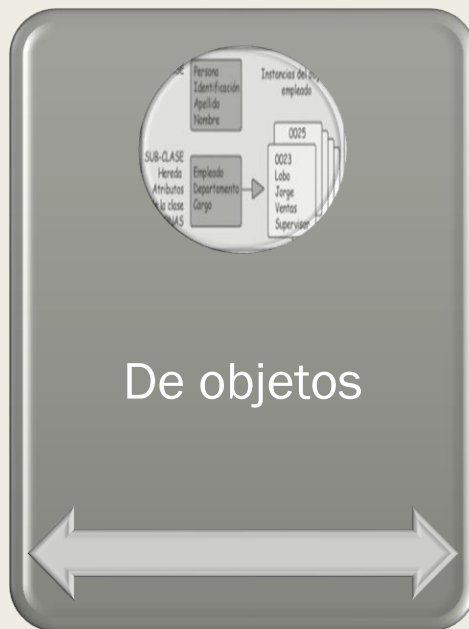 Persona
Identificación
Apellido
Nombre
Instancias del
empleado
0025
SUB-CLASE
Hereda
Atributos
la clase
Empleado
Departamento
Cargo
0023
Lobo
Jorge
Ventas
Supervisor
De objetos